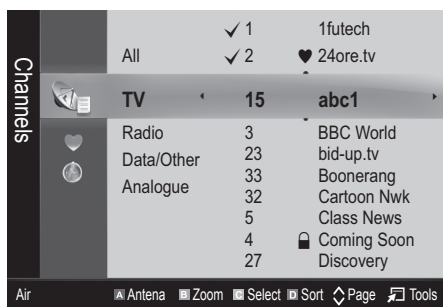 Channels
✓ 1 1futech
All ✓ 2 ♥ 24ore.tv
TV 15 abc1
Radio 3 BBC World
Data/Other 23 bid-up.tv
Analogue 33 Boonerang
32 Cartoon Nwk
5 Class News
4 Coming Soon
27 Discovery
Air A Antena B Zoom C Select D Sort Page Tools